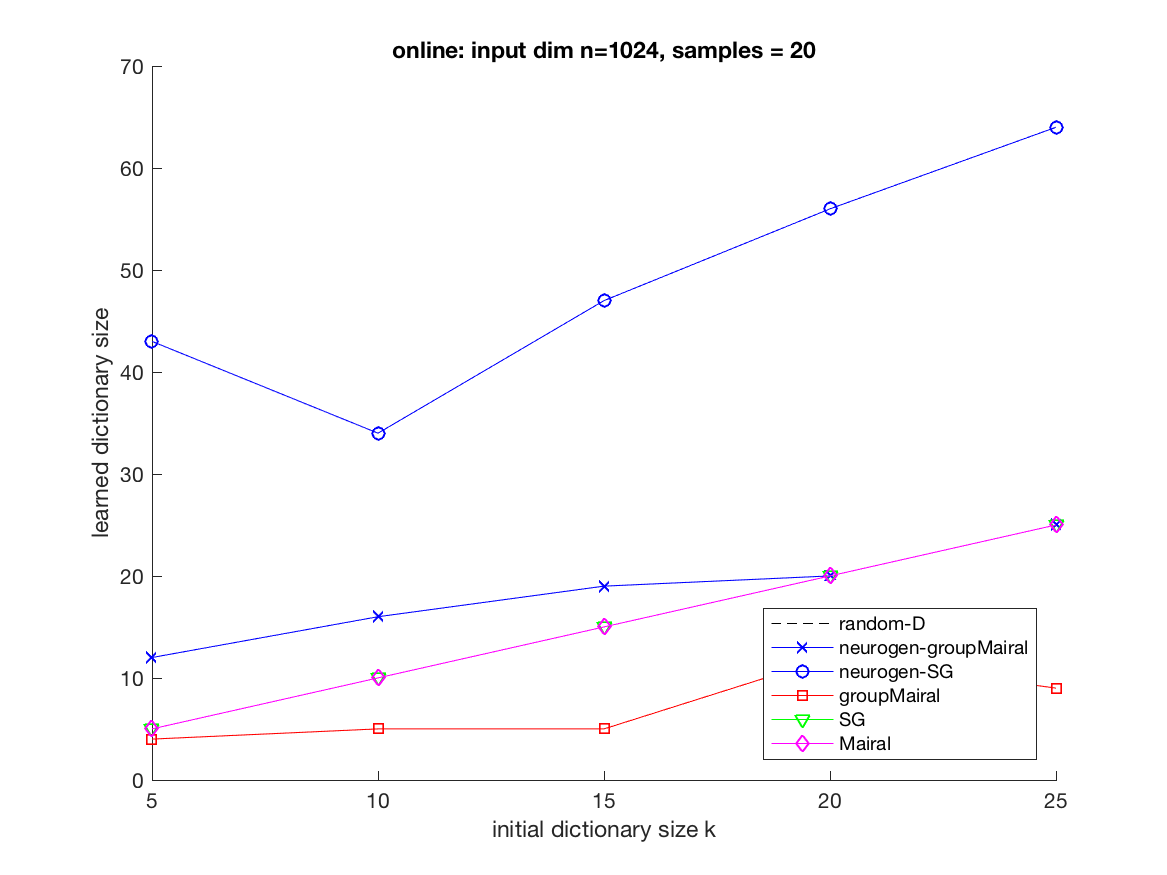 online: input dim n=1024, samples = 20
70
60
50
40
30
20
10
0
learned dictionary size
5
10
15
20
25
initial dictionary size k
random-D
neurogen-groupMairal
neurogen-SG
groupMairal
SG
Mairal